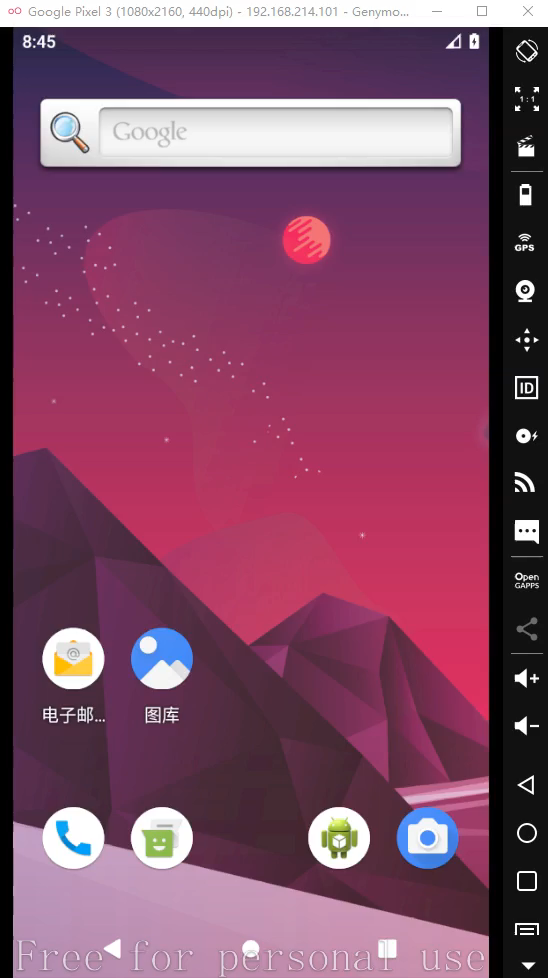 Google Pixel 3 (1080x2160, 440dpi) - 192.168.214.101 - Genymo...
8:45
Google
1:1
GPS
ID
Open
GAPPS
电子邮...
图库
Free for personal use